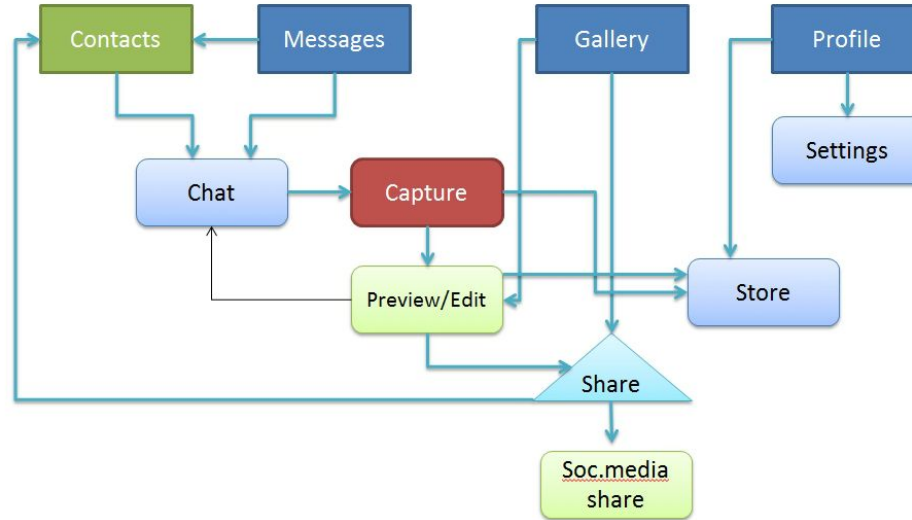 Contacts
Messages
Gallery
Profile
Settings
Chat
Capture
Preview/Edit
Store
Share
Soc.media
share